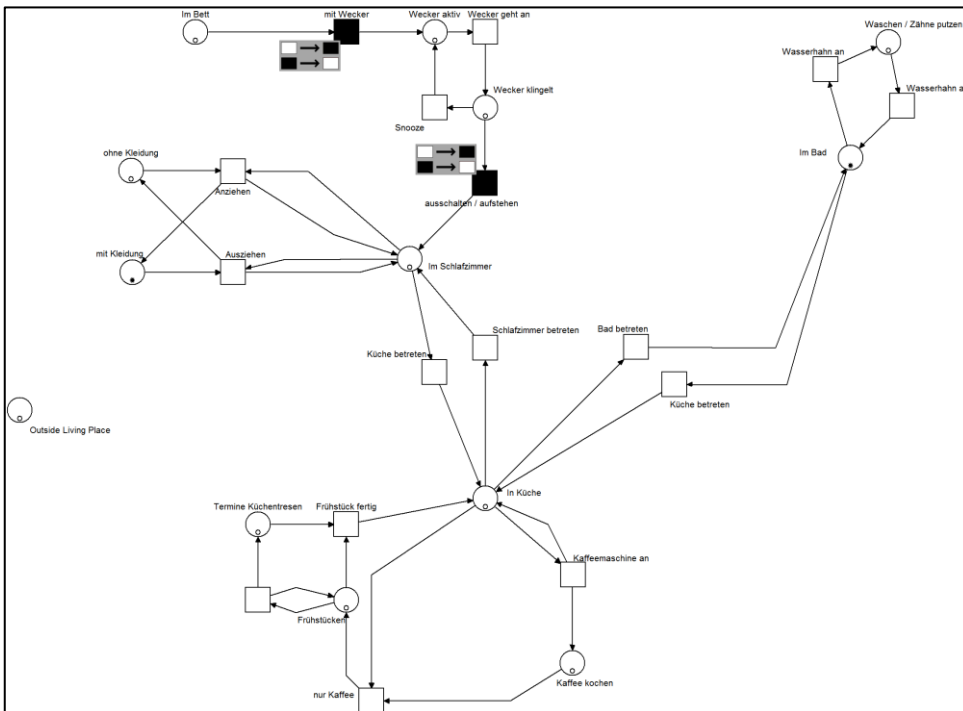 Im Bett
mit Wecker
Wecker aktiv
Wecker geht an
Waschen / Zähne putzen
Wasserhahn an
Wasserhahn a
Wecker klingelt
Snooze
ohne Kleidung
Im Bad
Anziehen
ausschalten / aufstehen
mit Kleidung
Ausziehen
Im Schlafzimmer
Schlafzimmer betreten
Bad betreten
Küche betreten
Küche betreten
Outside Living Place
In Küche
Termine Küchentresen
Frühstück fertig
Kaffeemaschine an
Frühstücken
Kaffee kochen
nur Kaffee